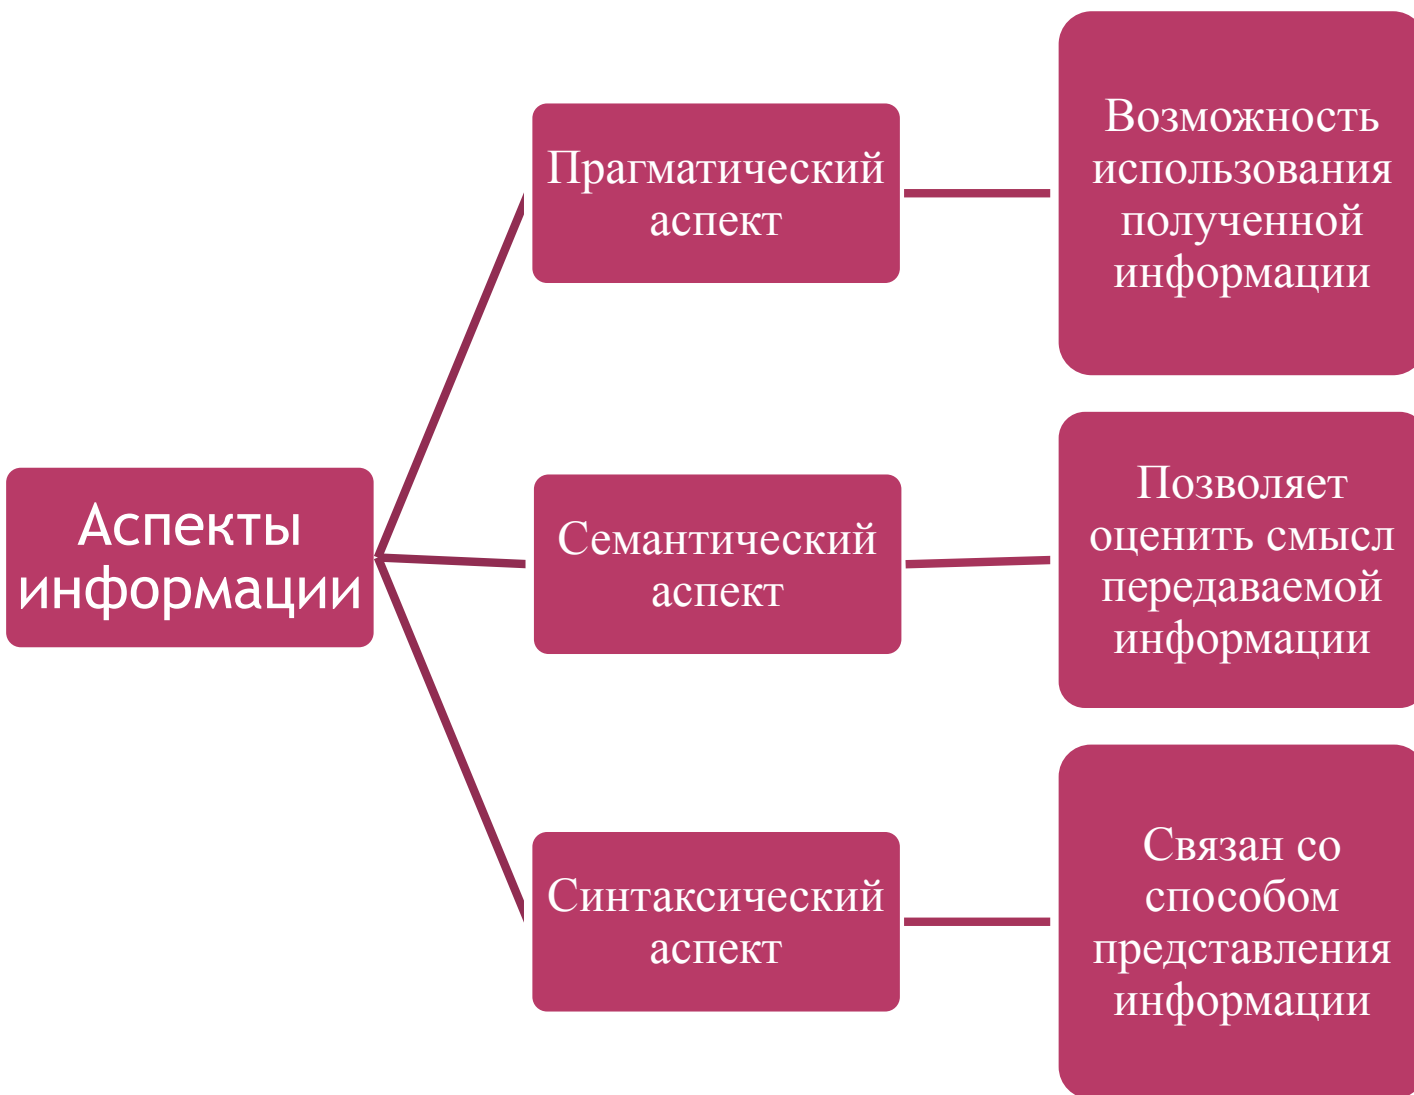 Аспекты
информации
Прагматический
аспект
Возможность
использования
полученной
информации
Семантический
аспект
Позволяет
оценить смысл
передаваемой
информации
Синтаксический
аспект
Связан со
способом
представления
информации